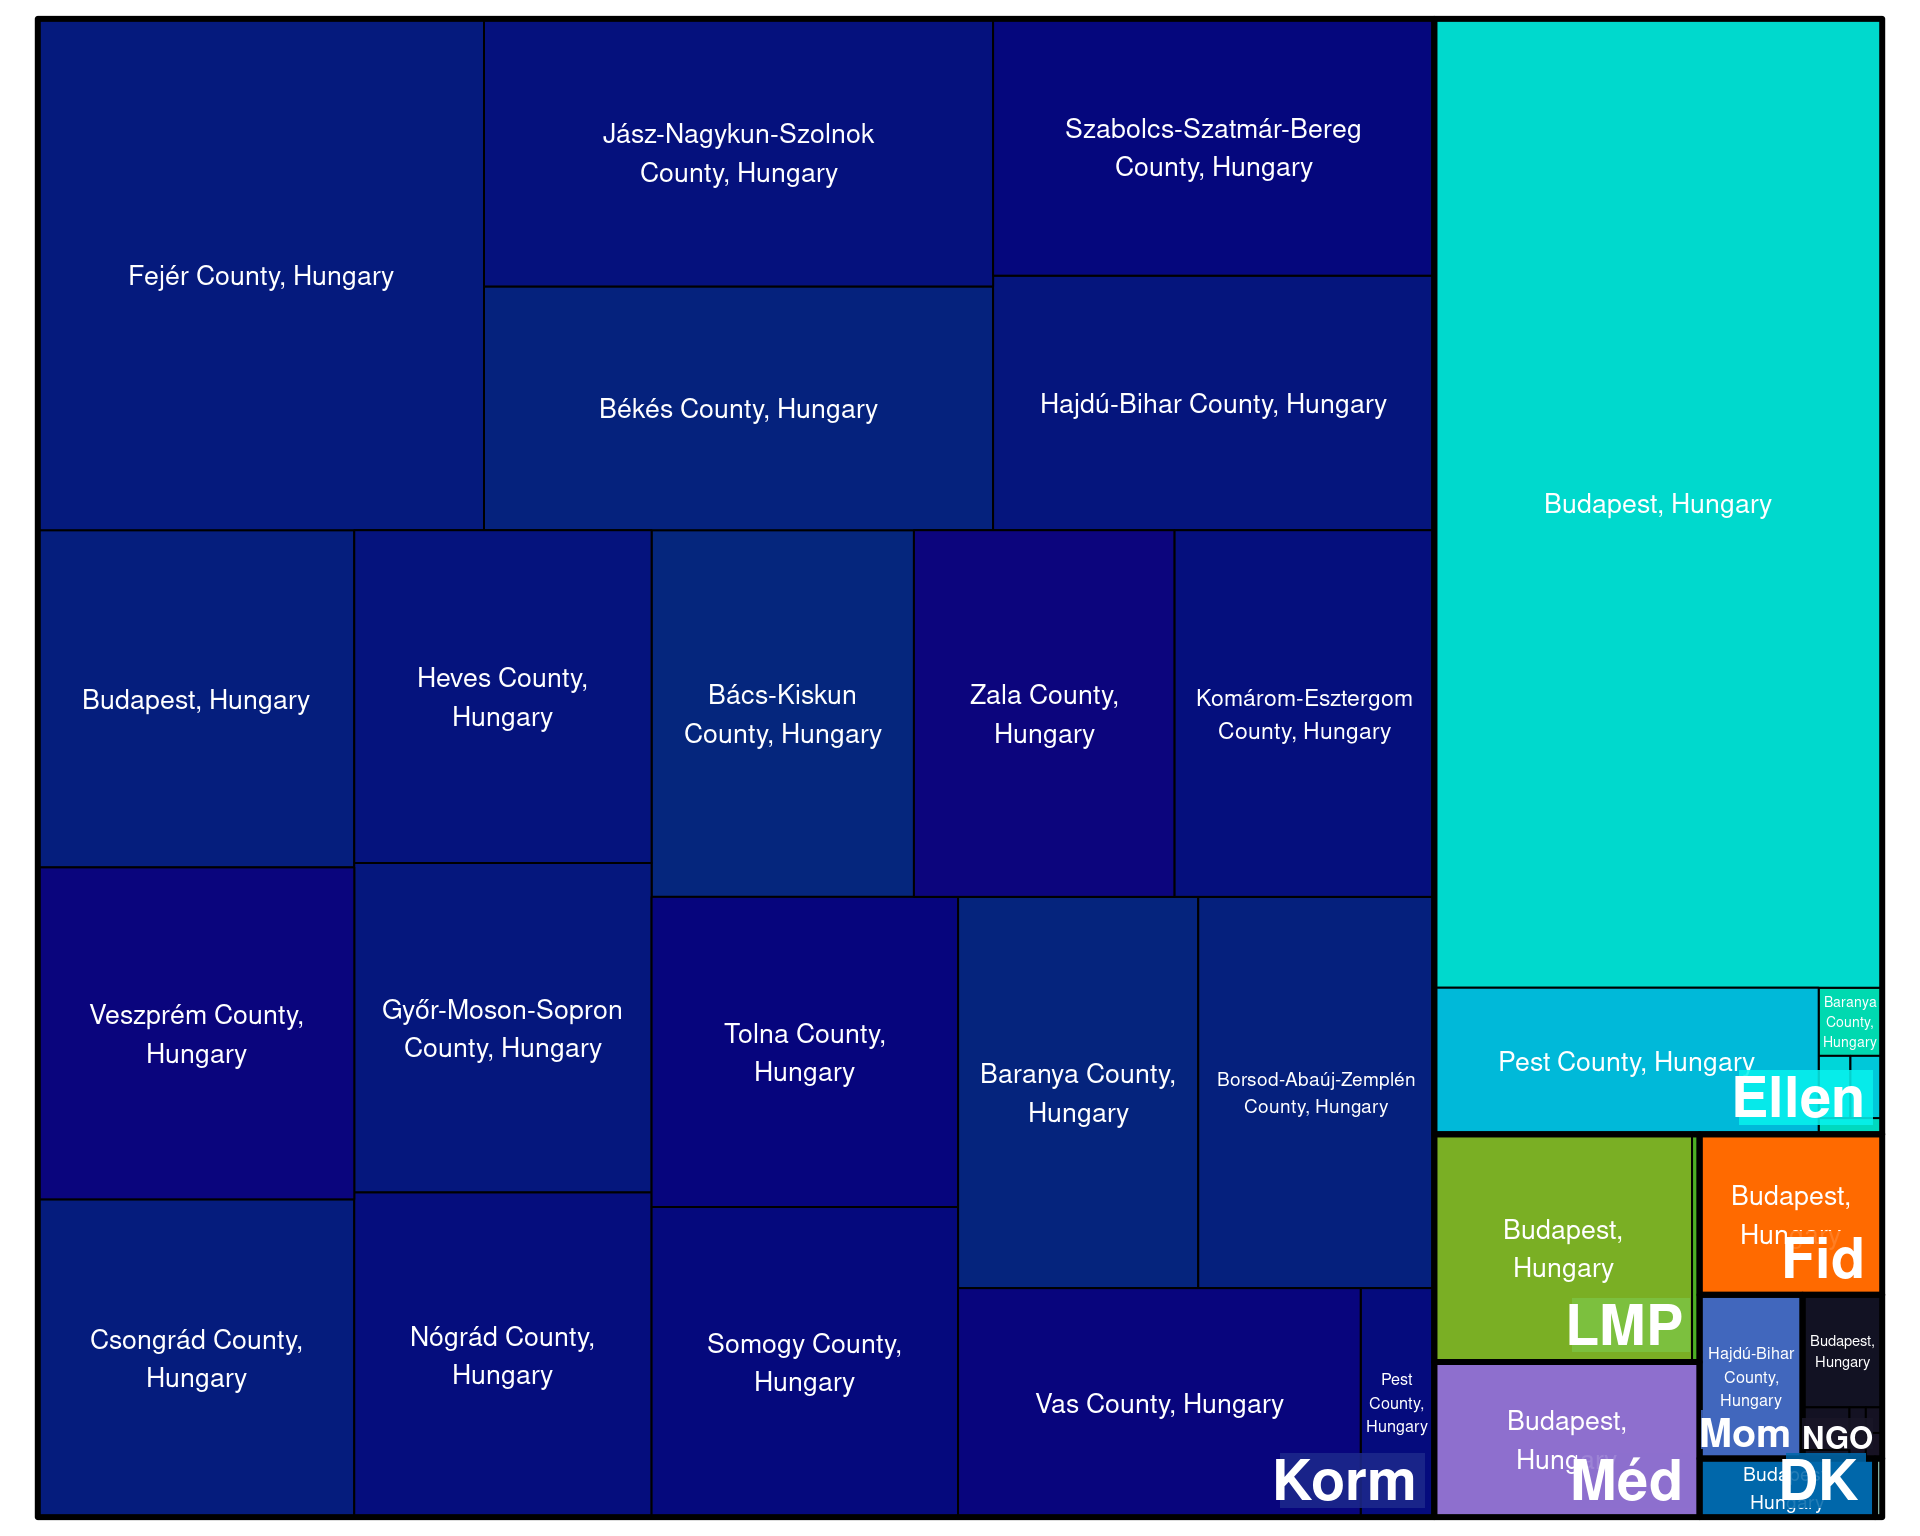 Fejér County, Hungary
Jász-Nagykun-Szolnok
County, Hungary
Szabolcs-Szatmár-Bereg
County, Hungary
Békés County, Hungary
Hajdú-Bihar County, Hungary
Budapest, Hungary
Budapest, Hungary
Heves County,
Hungary
Bács-Kiskun
County, Hungary
Zala County,
Hungary
Komárom-Esztergom
County, Hungary
Veszprém County,
Hungary
Győr-Moson-Sopron
County, Hungary
Tolna County,
Hungary
Baranya County,
Hungary
Borsod-Abaúj-Zemplén
County, Hungary
Csongrád County,
Hungary
Nógrád County,
Hungary
Somogy County,
Hungary
Vas County, Hungary
Pest
County,
Hungary
Korm
Pest County, Hungary
Baranya
County,
Hungary
Ellen
Budapest,
Hungary
LMP
Budapest,
Hungary
Fid
Budapest,
Hungary
Méd
Hajdú-Bihar
County,
Hungary
Mom
Budapest,
Hungary
NGO
Budapest,
Hungary
DK